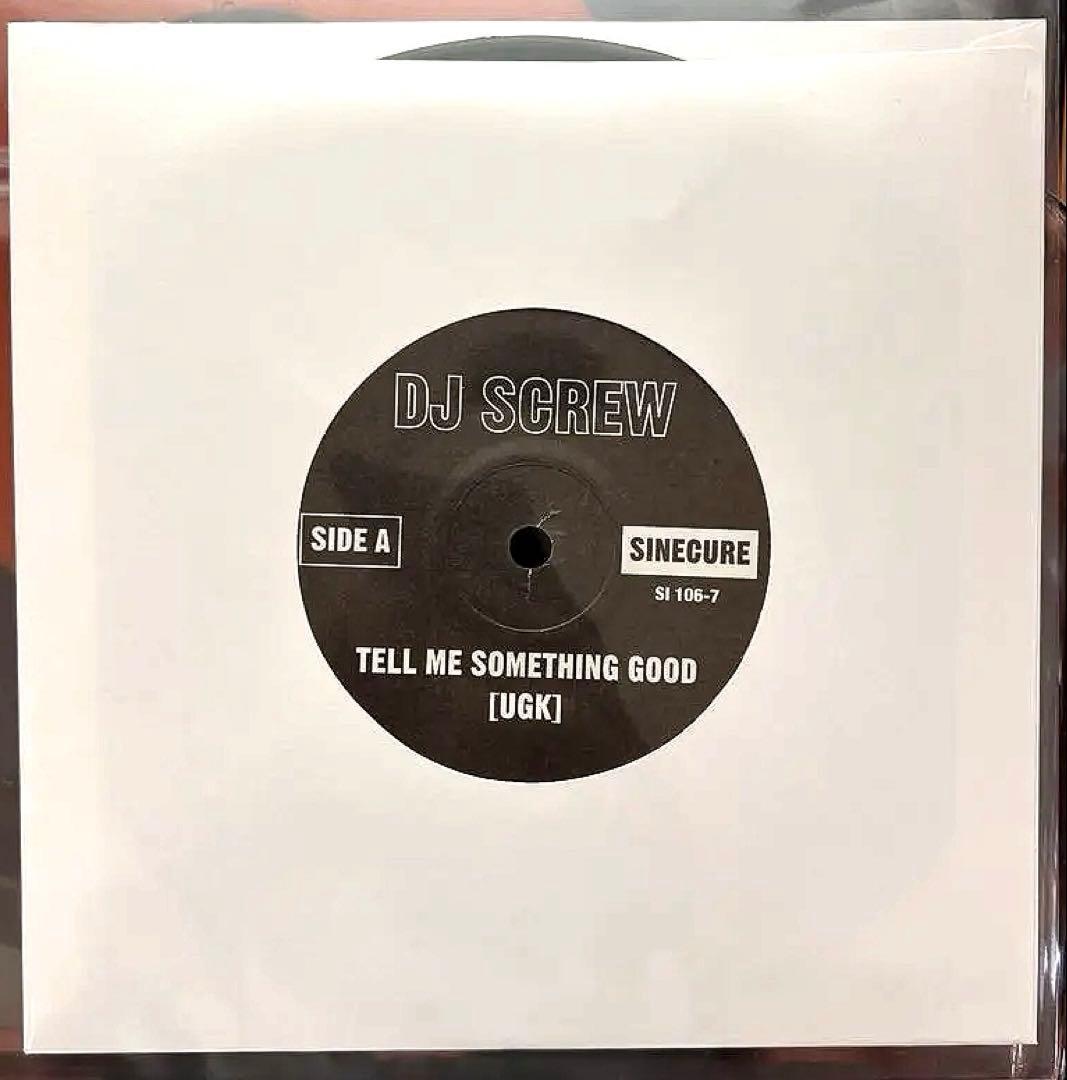 DJ SCREW
SIDE A
SINECURE
SI 106-7
TELL ME SOMETHING GOOD
[UGK]